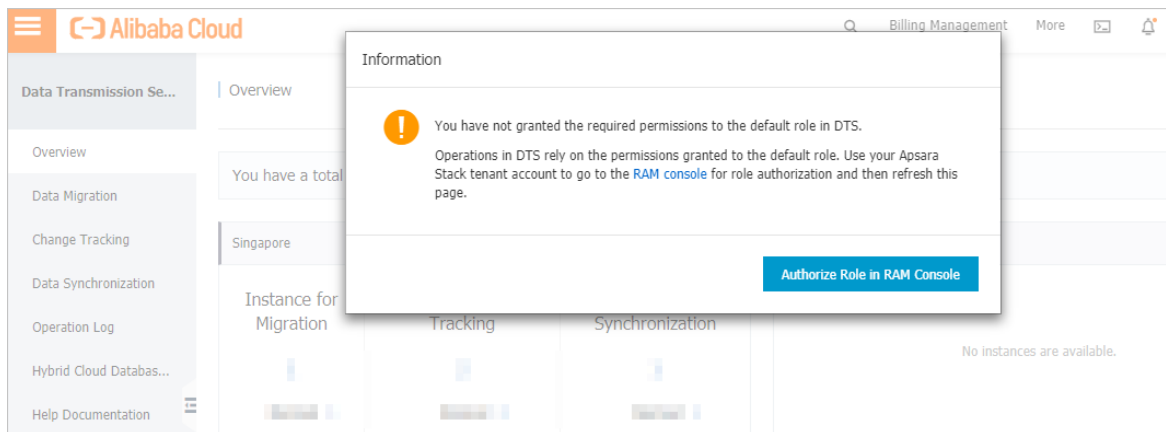 Alibaba Cloud
Billing Management
More
Data Transmission Se...
Overview
Data Migration
Change Tracking
Data Synchronization
Operation Log
Hybrid Cloud Databas...
Help Documentation
Overview
You have a total
Singapore
Instance for
Migration
Tracking
Synchronization
No instances are available.
Information
You have not granted the required permissions to the default role in DTS.
Operations in DTS rely on the permissions granted to the default role. Use your Apsara
Stack tenant account to go to the RAM console for role authorization and then refresh this
page.
Authorize Role in RAM Console